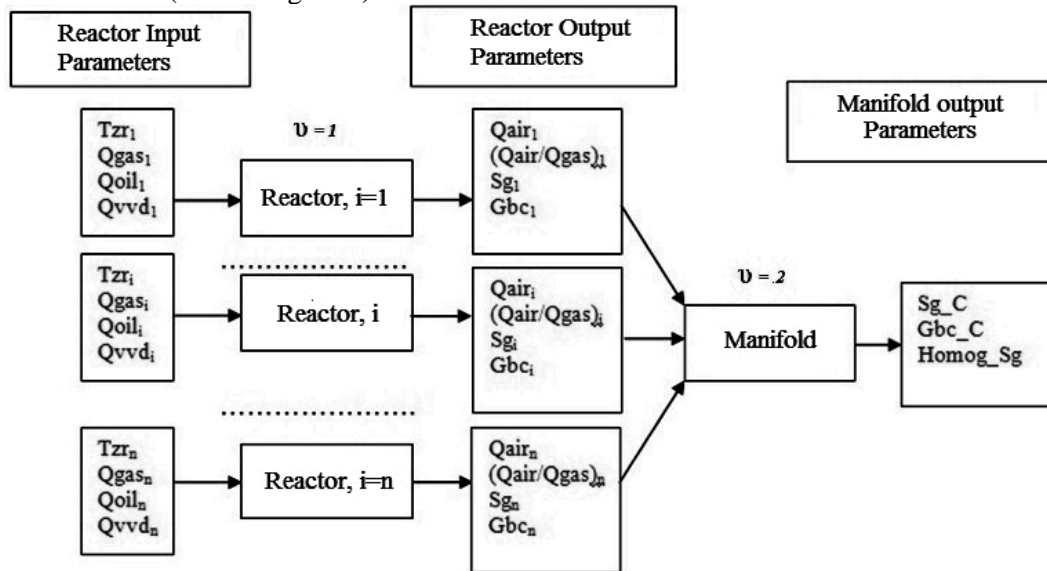 Reactor Input
Parameters
Reactor Output
Parameters
Manifold output
Parameters
Tzr₁
Qgas₁
Qoil₁
Qvvd₁
υ = 1
Reactor, i=1
Qair₁
(Qair/Qgas)₁
Sg₁
Gbc₁
Tzrᵢ
Qgasᵢ
Qoilᵢ
Qvvdᵢ
Reactor, i
Qairᵢ
(Qair/Qgas)ᵢ
Sgᵢ
Gbcᵢ
υ = .2
Manifold
Sg_C
Gbc_C
Homog_Sg
Tzrₙ
Qgasₙ
Qoilₙ
Qvvdₙ
Reactor, i=n
Qairₙ
(Qair/Qgas)ₙ
Sgₙ
Gbcₙ